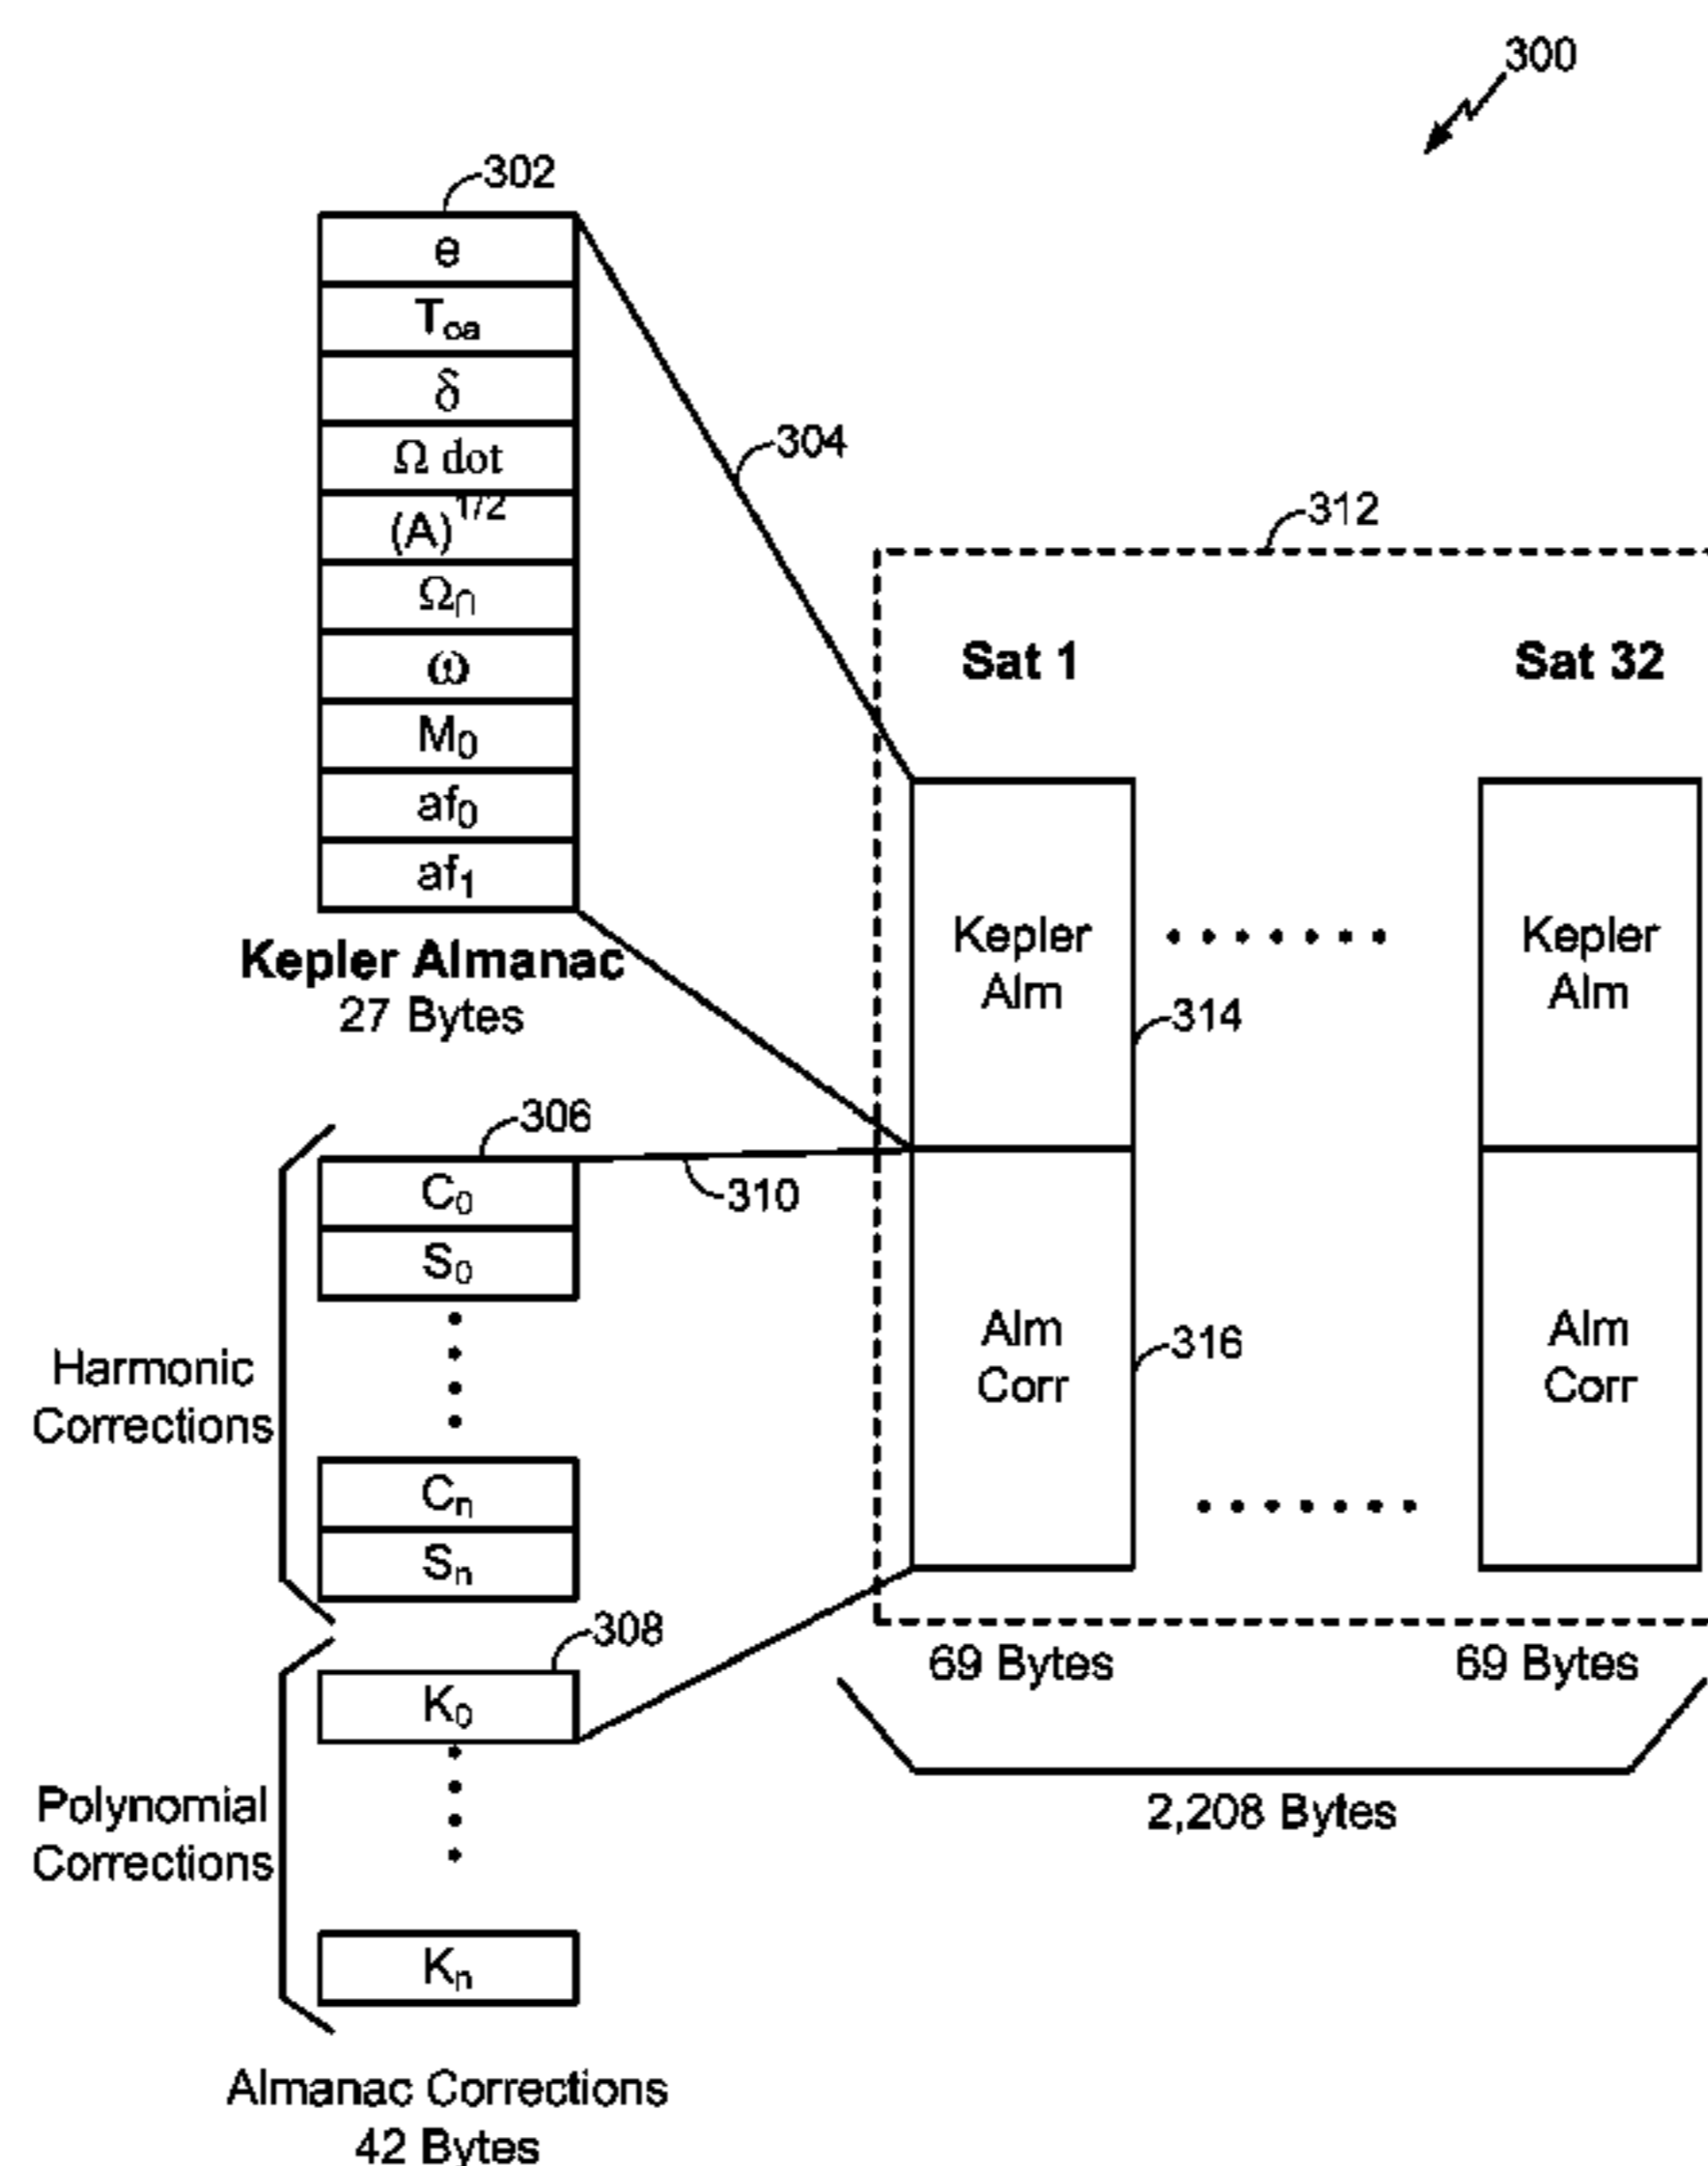 300
302
e
Toa
δ
Ω dot
(A)1/2
Ω∩
ω
M0
af0
af1
Kepler Almanac
27 Bytes
304
312
Sat 1
Sat 32
Kepler
Alm
Kepler
Alm
314
306
310
C0
S0
Cn
Sn
Harmonic
Corrections
Alm
Corr
Alm
Corr
316
308
K0
Kn
Polynomial
Corrections
69 Bytes
69 Bytes
2,208 Bytes
Almanac Corrections
42 Bytes